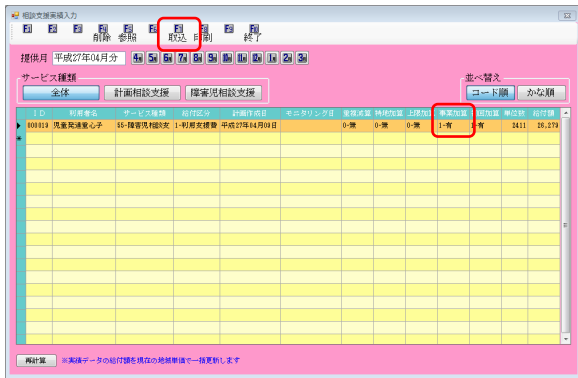 相談支援実績入力
F1 F2 F3 F4 F5 F6 F7 F8 F9 F10
削除 参照 取込 印刷 終了
提供月 平成27年04月分 4月 5月 6月 7月 8月 9月 10月 11月 12月 1月 2月 3月
サービス種類 並べ替え
全体 計画相談支援 障害児相談支援 コード順 かな順
ID 利用者名 サービス種類 給付区分 計画作成日 モニタリング日 重複減算 特地加算 上限加算 事業加算 回加算 単位数 給付額
000013 児童発達重心子 55-障害児相談支 1-利用支援費 平成27年04月03日 0-無 0-無 0-無 1-有 1-有 2411 26,279
再計算 ※実績データの給付額を現在の地域単価で一括更新します